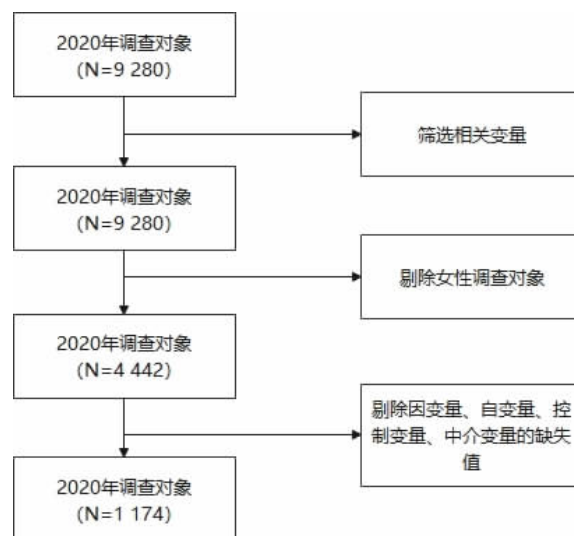 2020年调查对象
(N=9 280)
筛选相关变量
2020年调查对象
(N=9 280)
剔除女性调查对象
2020年调查对象
(N=4 442)
剔除因变量、自变量、控
制变量、中介变量的缺失
值
2020年调查对象
(N=1 174)